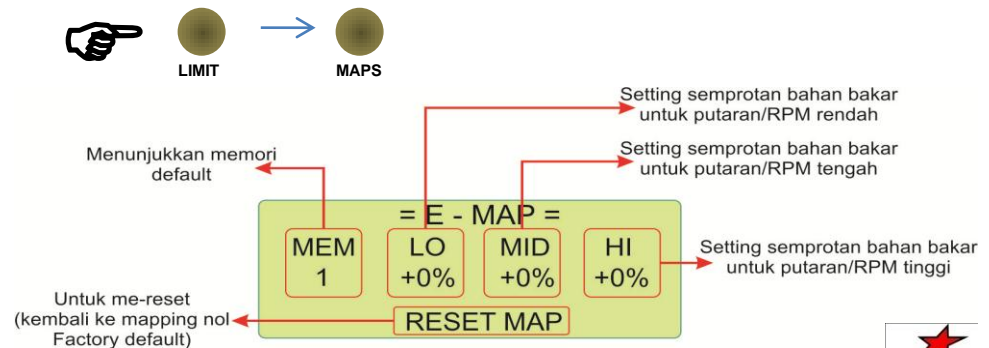 LIMIT
MAPS
Setting semprotan bahan bakar
untuk putaran/RPM rendah
Menunjukkan memori
default
Setting semprotan bahan bakar
untuk putaran/RPM tengah
= E - MAP =
MEM
1
LO
+0%
MID
+0%
HI
+0%
Setting semprotan bahan bakar
untuk putaran/RPM tinggi
Untuk me-reset
(kembali ke mapping nol
Factory default)
RESET MAP